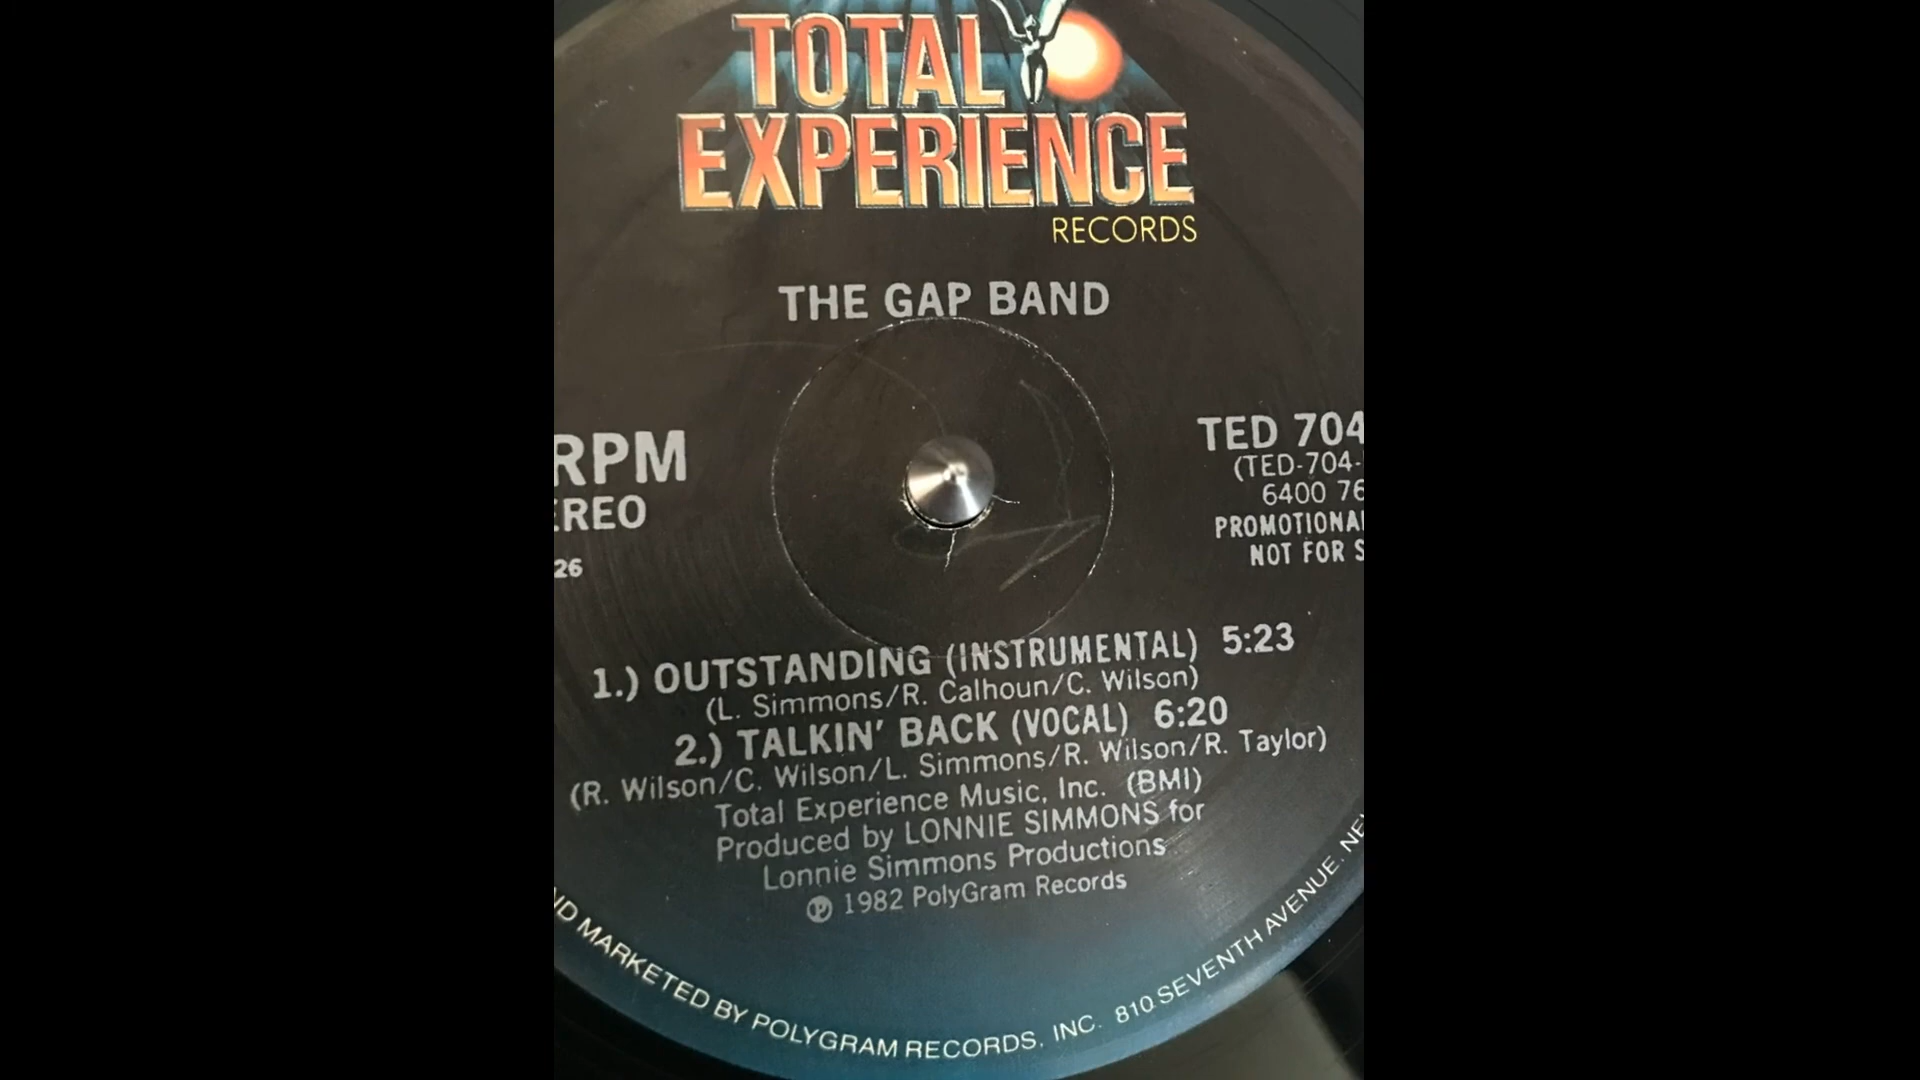 TOTAL
EXPERIENCE
RECORDS
THE GAP BAND
RPM
TED 704
(TED-704-
6400 76
EREO
PROMOTIONAL
NOT FOR S
26
1.) OUTSTANDING (INSTRUMENTAL) 5:23
(L. Simmons/R. Calhoun/C. Wilson)
2.) TALKIN' BACK (VOCAL) 6:20
(R. Wilson/C. Wilson/L. Simmons/R. Wilson/R. Taylor)
Total Experience Music, Inc. (BMI)
Produced by LONNIE SIMMONS for
Lonnie Simmons Productions
℗ 1982 PolyGram Records
ND MARKETED BY POLYGRAM RECORDS, INC. 810 SEVENTH AVENUE, NEW